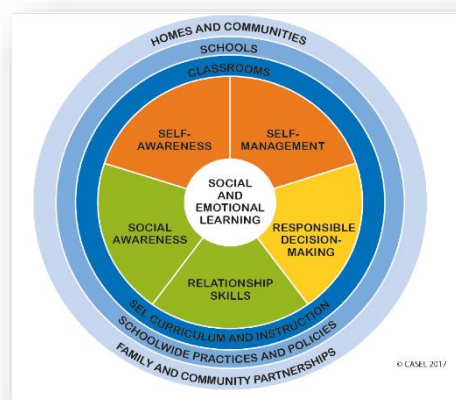 HOMES AND COMMUNITIES
SCHOOLS
CLASSROOMS
SELF-
AWARENESS
SELF-
MANAGEMENT
SOCIAL
AND
EMOTIONAL
LEARNING
SOCIAL
AWARENESS
RESPONSIBLE
DECISION-
MAKING
RELATIONSHIP
SKILLS
SEL CURRICULUM AND INSTRUCTION
SCHOOLWIDE PRACTICES AND POLICIES
FAMILY AND COMMUNITY PARTNERSHIPS
© CASEL 2017